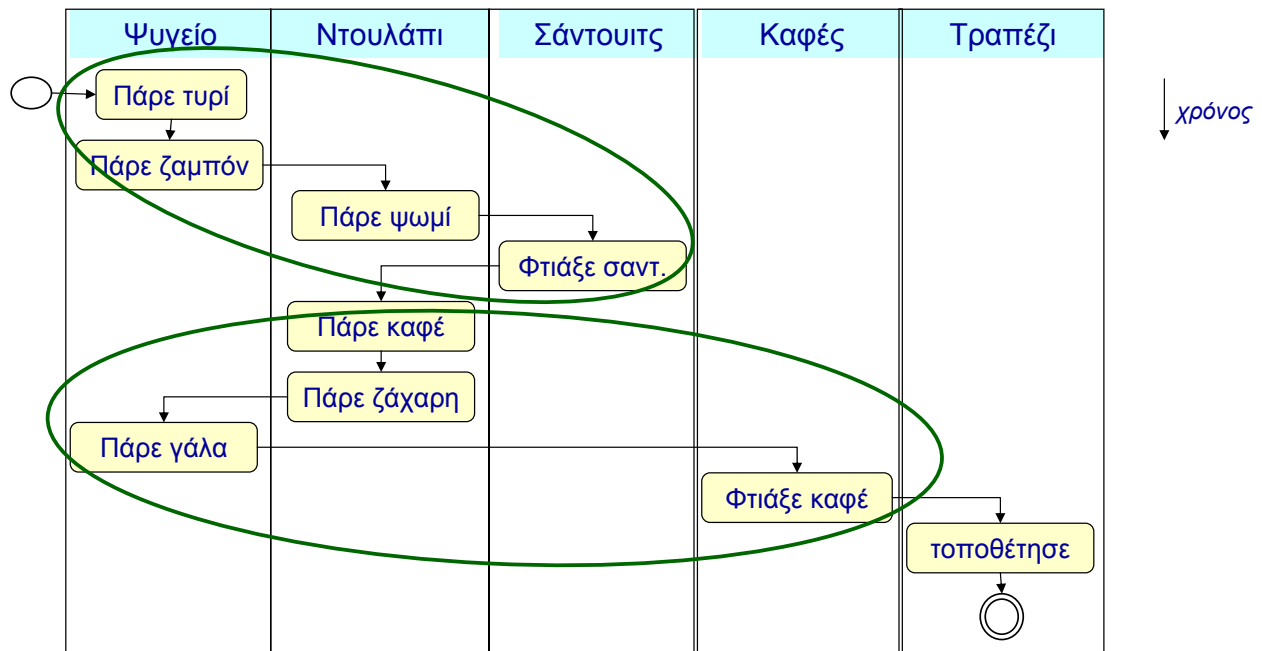 Ψυγείο
Ντουλάπι
Σάντουιτς
Καφές
Τραπέζι
Πάρε τυρί
χρόνος
Πάρε ζαμπόν
Πάρε ψωμί
Φτιάξε σαντ.
Πάρε καφέ
Πάρε ζάχαρη
Πάρε γάλα
Φτιάξε καφέ
τοποθέτησε